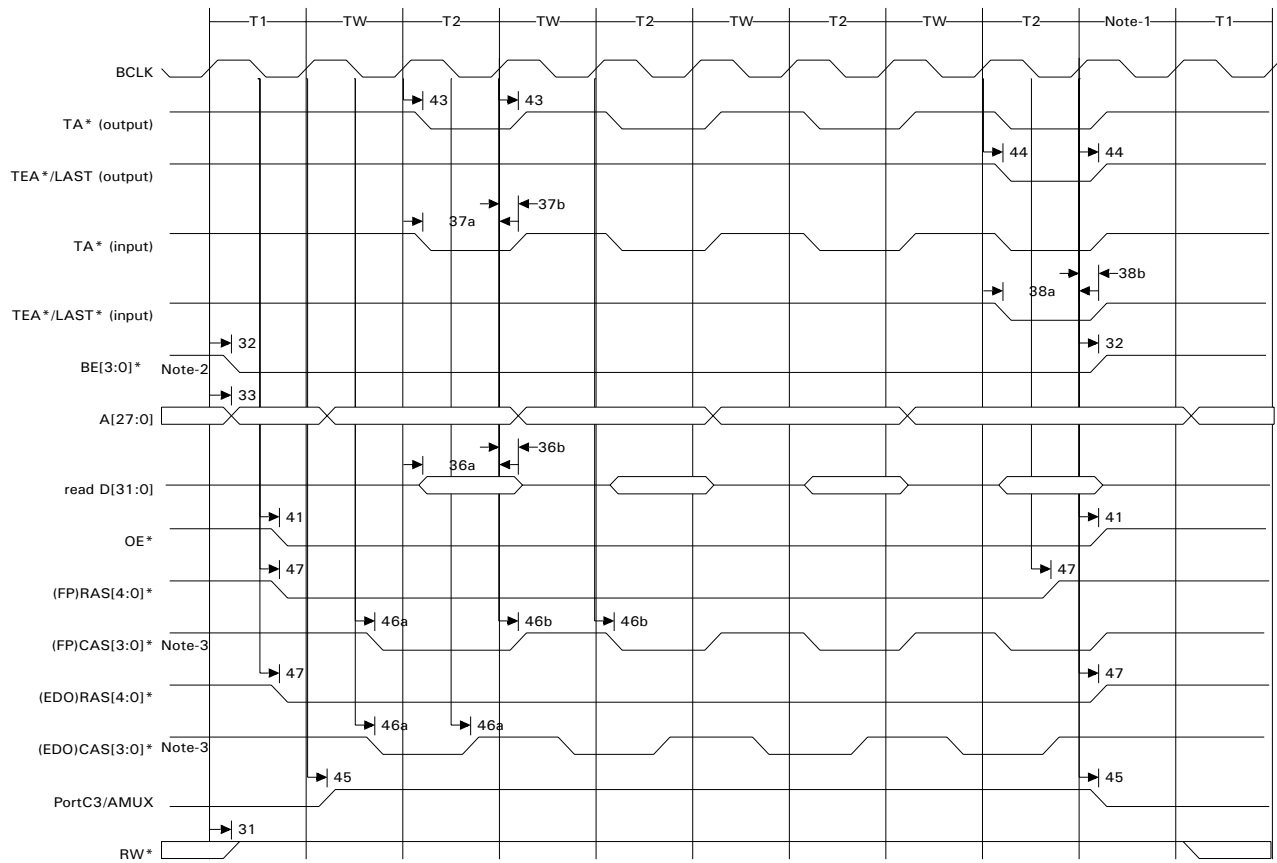 T1 TW T2 TW T2 TW T2 TW T2 Note-1 T1
BCLK
43 43
TA* (output)
44 44
TEA*/LAST (output)
37b
37a
TA* (input)
38b
38a
TEA*/LAST* (input)
32 32
BE[3:0]* Note-2
33
A[27:0]
36b
36a
read D[31:0]
41 41
OE*
47 47
(FP)RAS[4:0]*
46a 46b 46b
(FP)CAS[3:0]* Note-3
47 47
(EDO)RAS[4:0]*
46a 46a
(EDO)CAS[3:0]* Note-3
45 45
PortC3/AMUX
31
RW*